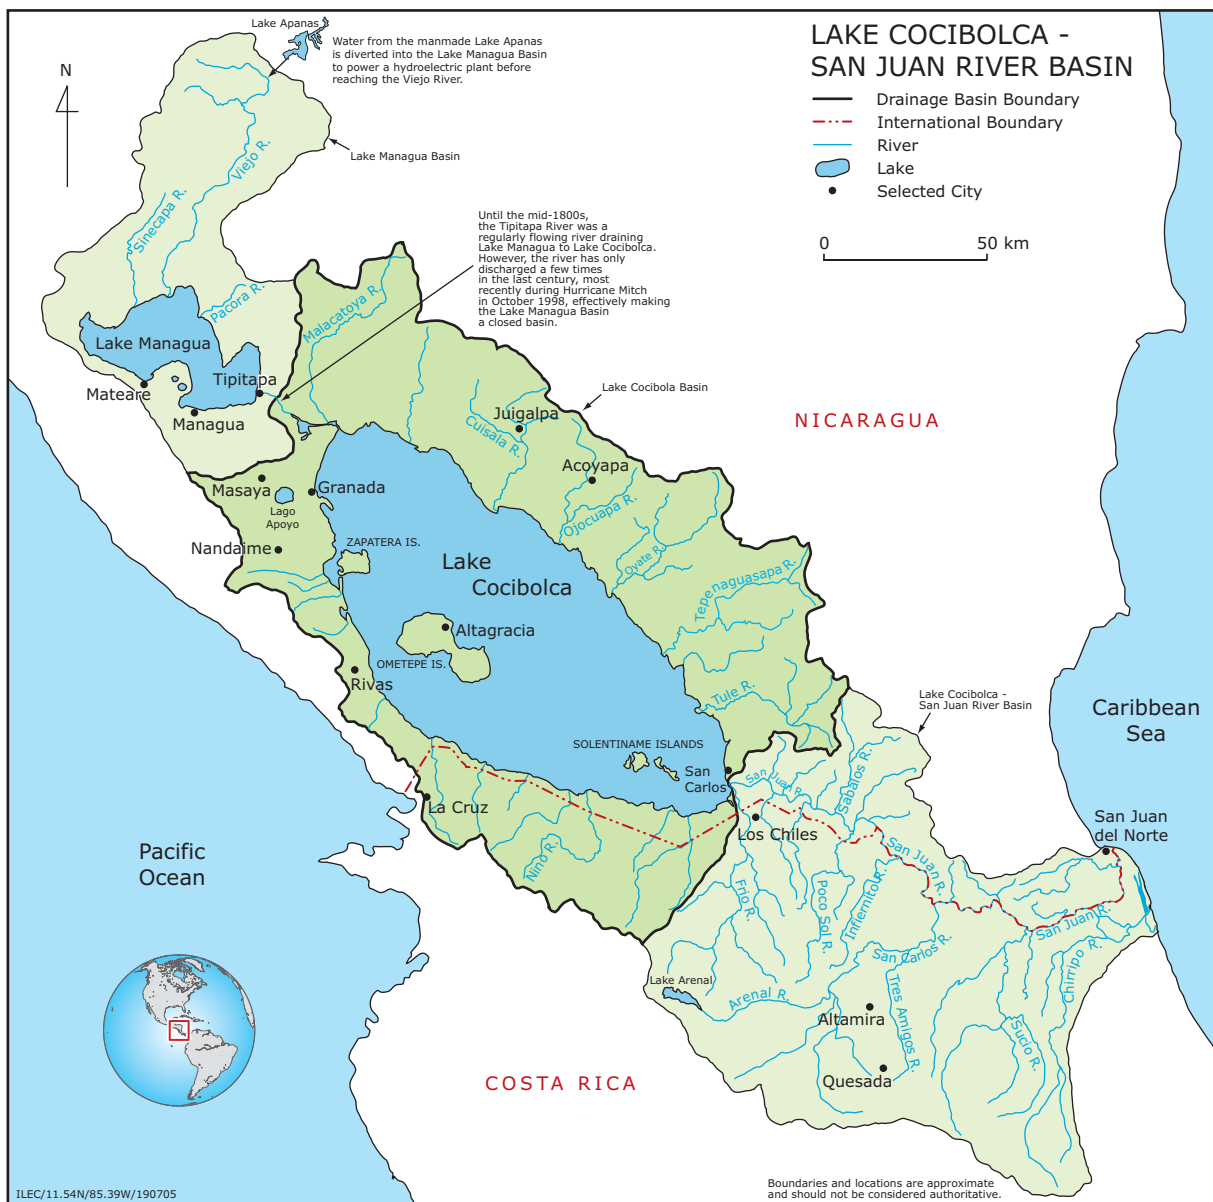 Lake Apanas
Water from the manmade Lake Apanas
is diverted into the Lake Managua Basin
to power a hydroelectric plant before
reaching the Viejo River.
LAKE COCIBOLCA -
SAN JUAN RIVER BASIN
Drainage Basin Boundary
International Boundary
River
Lake
Selected City
0 50 km
N
Lake Managua Basin
Viejo R.
Sinecapa R.
Until the mid-1800s,
the Tipitapa River was a
regularly flowing river draining
Lake Managua to Lake Cocibolca.
However, the river has only
discharged a few times
in the last century, most
recently during Hurricane Mitch
in October 1998, effectively making
the Lake Managua Basin
a closed basin.
Pacora R.
Malacatoya R.
Lake Managua
Tipitapa
Mateare
Managua
Lake Cocibola Basin
Juigalpa
Cuisala R.
NICARAGUA
Acoyapa
Masaya
Granada
Lago
Apoyo
Ojocuapa R.
Nandaime
ZAPATERA IS.
Oyate R.
Lake
Cocibolca
Tepenaguasapa R.
Altagracia
OMETEPE IS.
Rivas
Tule R.
Lake Cocibolca -
San Juan River Basin
Caribbean
Sea
SOLENTINAME ISLANDS
San
Carlos
San Juan R.
Sabalos R.
La Cruz
Los Chiles
San Juan
del Norte
Pacific
Ocean
Nino R.
San Juan R.
Frio R.
Poco Sol R.
Infiernito R.
San Juan R.
San Carlos R.
Chirripo R.
Lake Arenal
Arenal R.
Tres Amigos R.
Altamira
Sucio R.
Quesada
COSTA RICA
ILEC/11.54N/85.39W/190705
Boundaries and locations are approximate
and should not be considered authoritative.